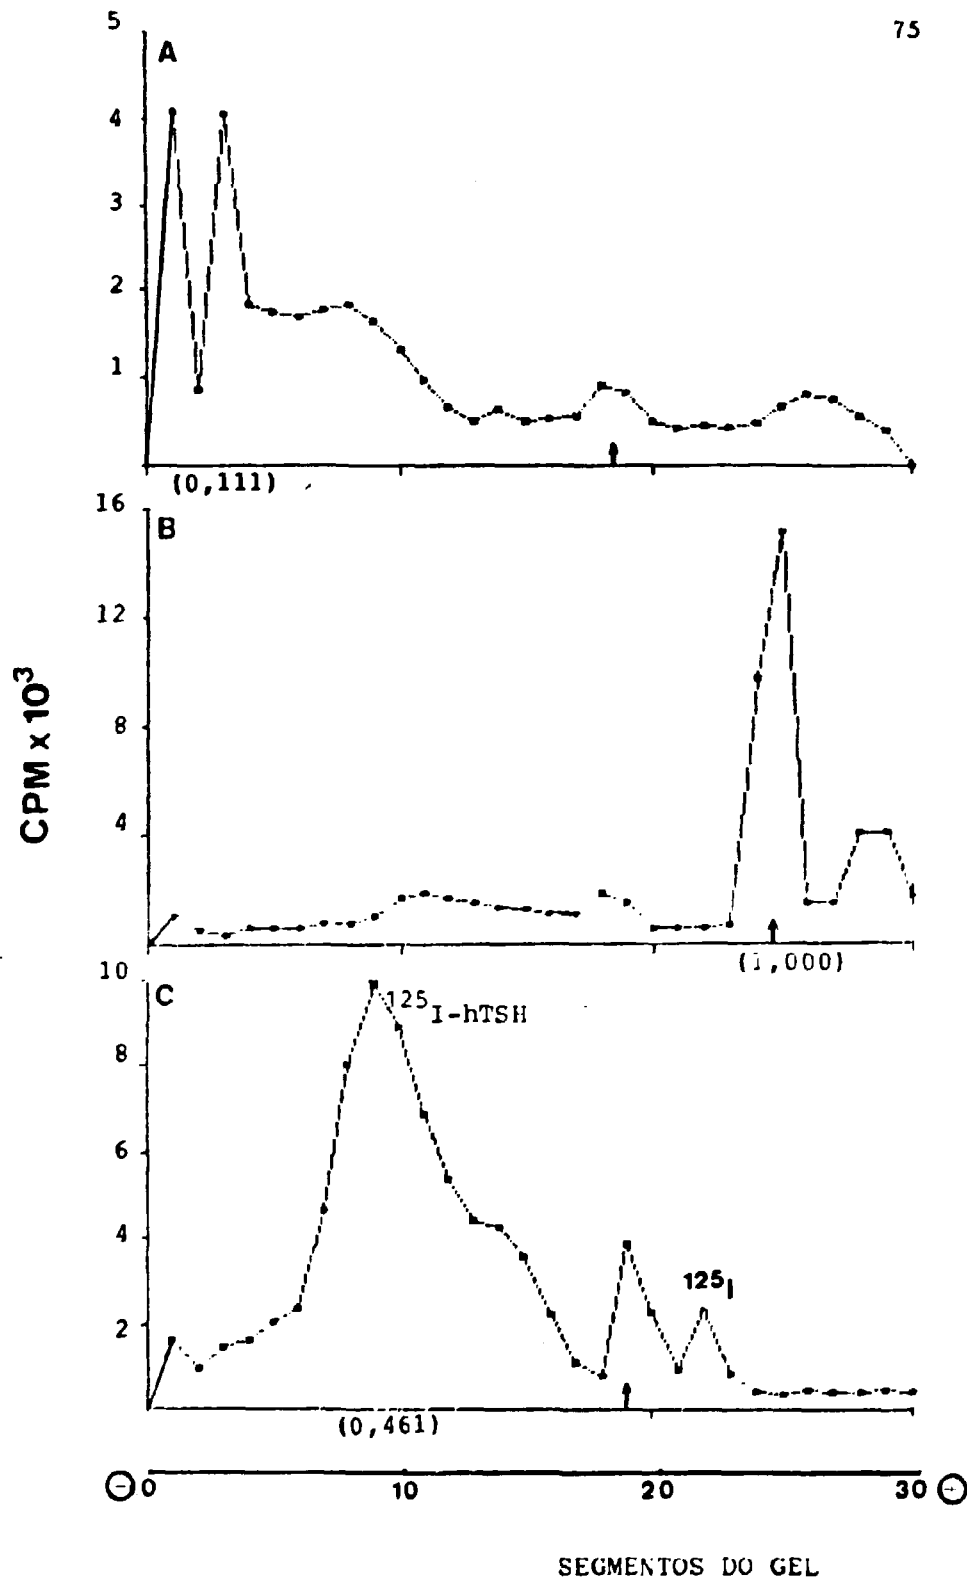 75
5
A
4
3
2
1
(0,111)
16
B
12
8
4
(1,000)
CPM x 10³
10
C
¹²⁵I-hTSH
8
6
4
¹²⁵I
2
(0,461)
0 10 20 30
SEGMENTOS DO GEL